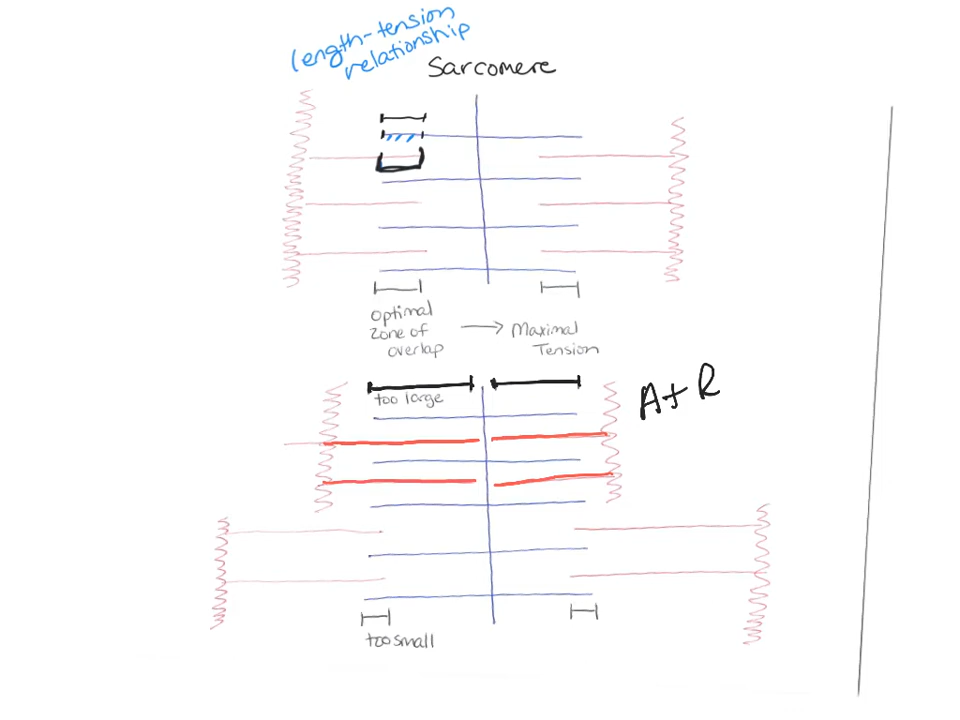 length-tension
relationship
Sarcomere
Optimal
zone of
overlap
Maximal
Tension
too large
A+ R
too small